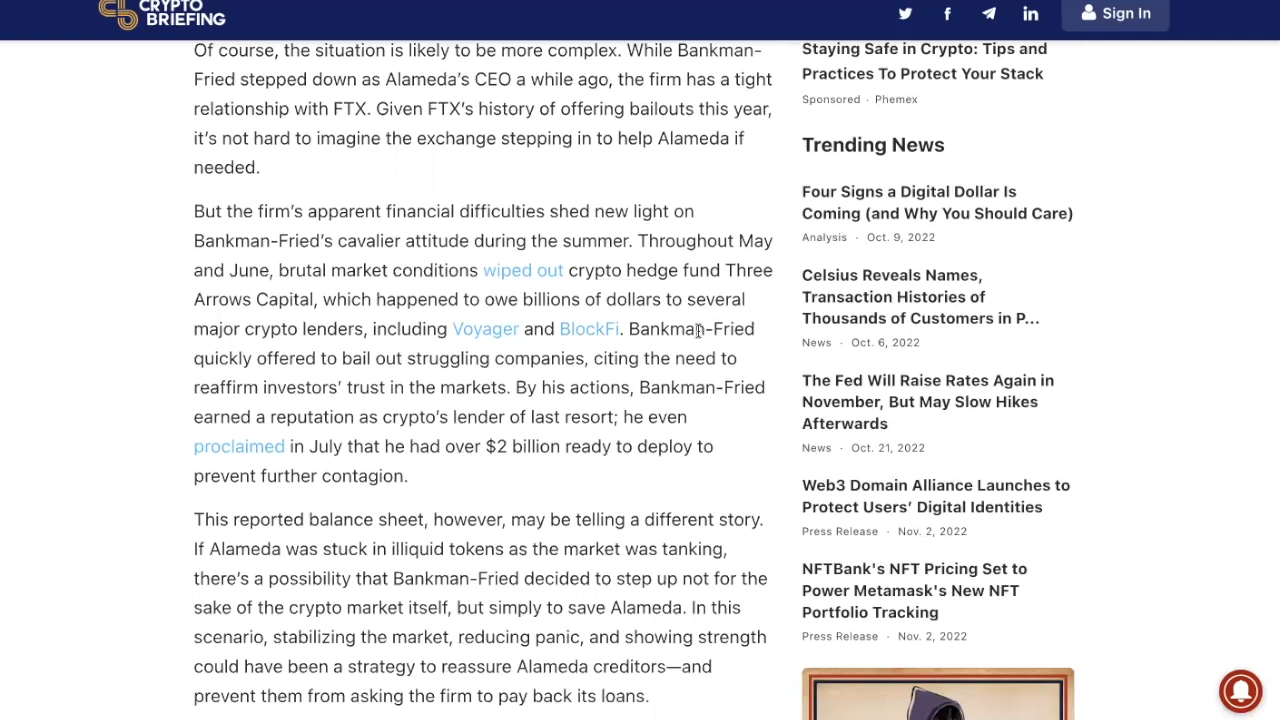 CRYPTO
BRIEFING
Sign In
Of course, the situation is likely to be more complex. While Bankman-
Fried stepped down as Alameda’s CEO a while ago, the firm has a tight
relationship with FTX. Given FTX’s history of offering bailouts this year,
it’s not hard to imagine the exchange stepping in to help Alameda if
needed.
But the firm’s apparent financial difficulties shed new light on
Bankman-Fried’s cavalier attitude during the summer. Throughout May
and June, brutal market conditions wiped out crypto hedge fund Three
Arrows Capital, which happened to owe billions of dollars to several
major crypto lenders, including Voyager and BlockFi. Bankman-Fried
quickly offered to bail out struggling companies, citing the need to
reaffirm investors’ trust in the markets. By his actions, Bankman-Fried
earned a reputation as crypto’s lender of last resort; he even
proclaimed in July that he had over $2 billion ready to deploy to
prevent further contagion.
This reported balance sheet, however, may be telling a different story.
If Alameda was stuck in illiquid tokens as the market was tanking,
there’s a possibility that Bankman-Fried decided to step up not for the
sake of the crypto market itself, but simply to save Alameda. In this
scenario, stabilizing the market, reducing panic, and showing strength
could have been a strategy to reassure Alameda creditors—and
prevent them from asking the firm to pay back its loans.
Staying Safe in Crypto: Tips and
Practices To Protect Your Stack
Sponsored · Phemex
Trending News
Four Signs a Digital Dollar Is
Coming (and Why You Should Care)
Analysis · Oct. 9, 2022
Celsius Reveals Names,
Transaction Histories of
Thousands of Customers in P...
News · Oct. 6, 2022
The Fed Will Raise Rates Again in
November, But May Slow Hikes
Afterwards
News · Oct. 21, 2022
Web3 Domain Alliance Launches to
Protect Users’ Digital Identities
Press Release · Nov. 2, 2022
NFTBank's NFT Pricing Set to
Power Metamask's New NFT
Portfolio Tracking
Press Release · Nov. 2, 2022